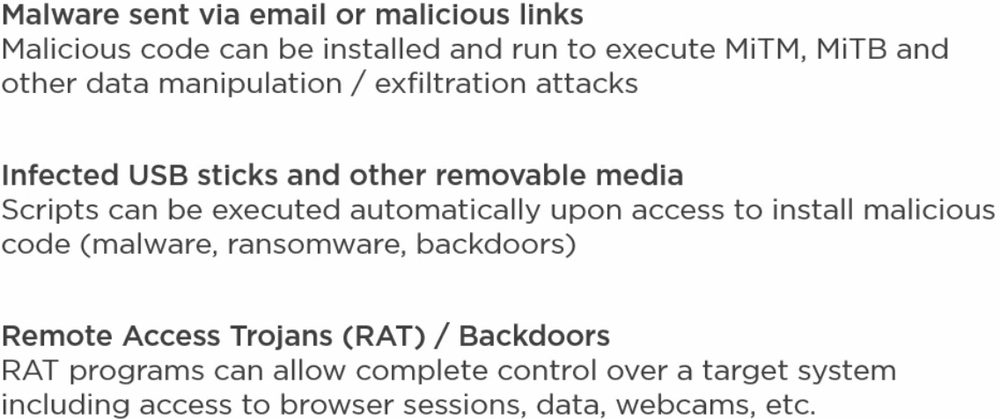 Malware sent via email or malicious links
Malicious code can be installed and run to execute MiTM, MiTB and
other data manipulation / exfiltration attacks
Infected USB sticks and other removable media
Scripts can be executed automatically upon access to install malicious
code (malware, ransomware, backdoors)
Remote Access Trojans (RAT) / Backdoors
RAT programs can allow complete control over a target system
including access to browser sessions, data, webcams, etc.